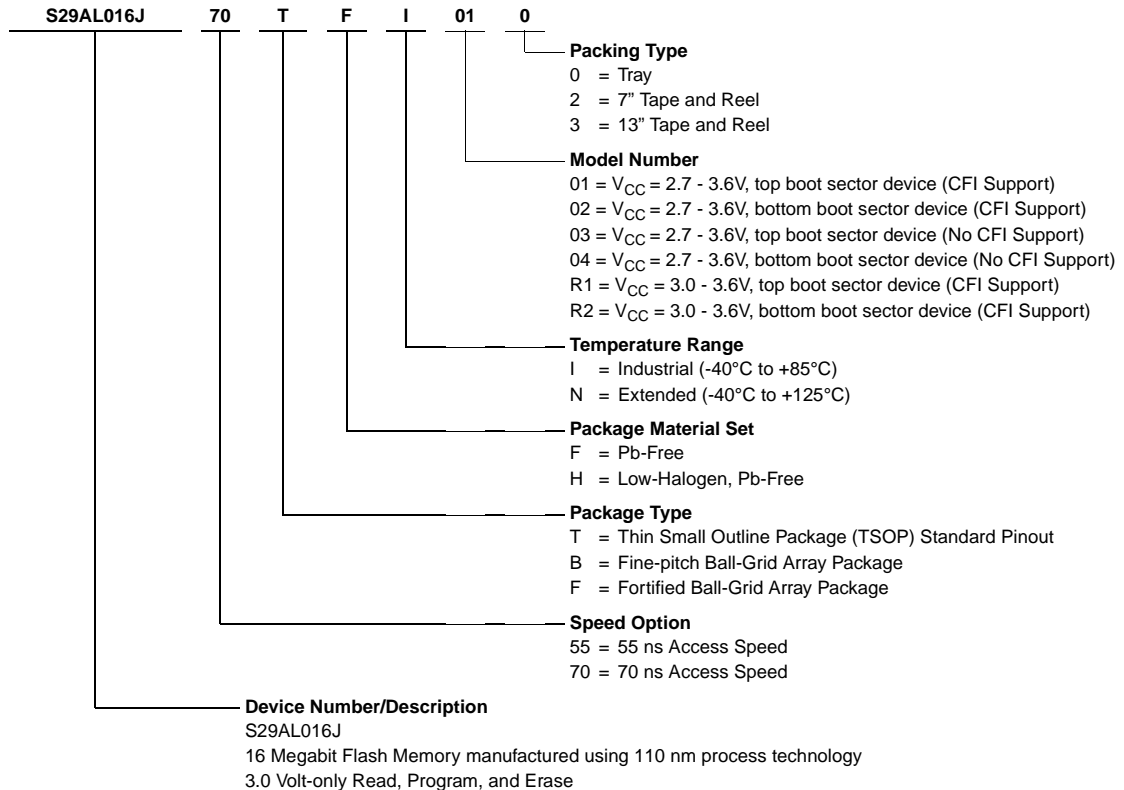 S29AL016J 70 T F I 01 0
Packing Type
0 = Tray
2 = 7” Tape and Reel
3 = 13” Tape and Reel
Model Number
01 = VCC = 2.7 - 3.6V, top boot sector device (CFI Support)
02 = VCC = 2.7 - 3.6V, bottom boot sector device (CFI Support)
03 = VCC = 2.7 - 3.6V, top boot sector device (No CFI Support)
04 = VCC = 2.7 - 3.6V, bottom boot sector device (No CFI Support)
R1 = VCC = 3.0 - 3.6V, top boot sector device (CFI Support)
R2 = VCC = 3.0 - 3.6V, bottom boot sector device (CFI Support)
Temperature Range
I = Industrial (-40°C to +85°C)
N = Extended (-40°C to +125°C)
Package Material Set
F = Pb-Free
H = Low-Halogen, Pb-Free
Package Type
T = Thin Small Outline Package (TSOP) Standard Pinout
B = Fine-pitch Ball-Grid Array Package
F = Fortified Ball-Grid Array Package
Speed Option
55 = 55 ns Access Speed
70 = 70 ns Access Speed
Device Number/Description
S29AL016J
16 Megabit Flash Memory manufactured using 110 nm process technology
3.0 Volt-only Read, Program, and Erase